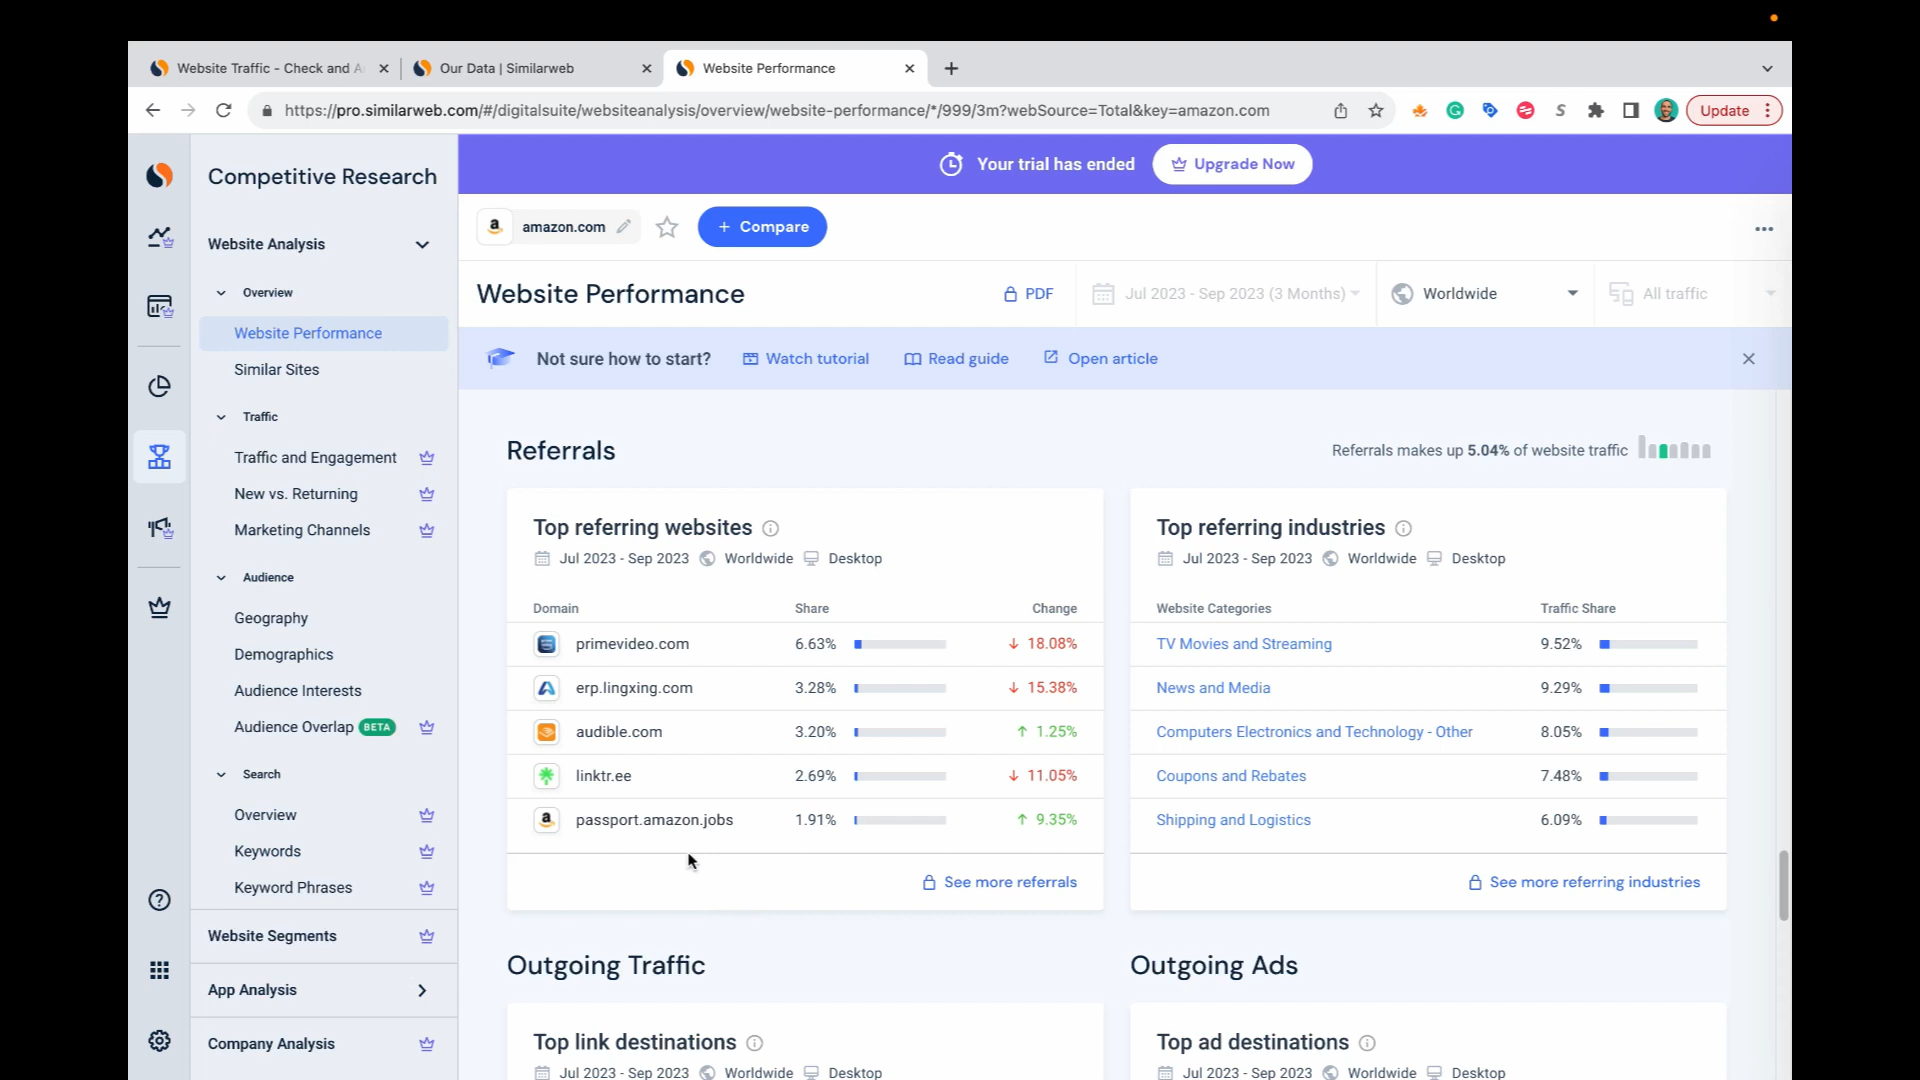 Website Traffic - Check and A
Our Data | Similarweb
Website Performance
https://pro.similarweb.com/#/digitalsuite/websiteanalysis/overview/website-performance/*/999/3m?webSource=Total&key=amazon.com
Update
Competitive Research
Website Analysis
Overview
Website Performance
Similar Sites
Traffic
Traffic and Engagement
New vs. Returning
Marketing Channels
Audience
Geography
Demographics
Audience Interests
Audience Overlap BETA
Search
Overview
Keywords
Keyword Phrases
Website Segments
App Analysis
Company Analysis
Your trial has ended
Upgrade Now
amazon.com
+ Compare
Website Performance
PDF
Jul 2023 - Sep 2023 (3 Months)
Worldwide
All traffic
Not sure how to start?
Watch tutorial
Read guide
Open article
Referrals
Referrals makes up 5.04% of website traffic
Top referring websites
Jul 2023 - Sep 2023 Worldwide Desktop
Domain Share Change
primevideo.com 6.63% ↓ 18.08%
erp.lingxing.com 3.28% ↓ 15.38%
audible.com 3.20% ↑ 1.25%
linktr.ee 2.69% ↓ 11.05%
passport.amazon.jobs 1.91% ↑ 9.35%
See more referrals
Top referring industries
Jul 2023 - Sep 2023 Worldwide Desktop
Website Categories Traffic Share
TV Movies and Streaming 9.52%
News and Media 9.29%
Computers Electronics and Technology - Other 8.05%
Coupons and Rebates 7.48%
Shipping and Logistics 6.09%
See more referring industries
Outgoing Traffic
Top link destinations
Jul 2023 - Sep 2023 Worldwide Desktop
Outgoing Ads
Top ad destinations
Jul 2023 - Sep 2023 Worldwide Desktop